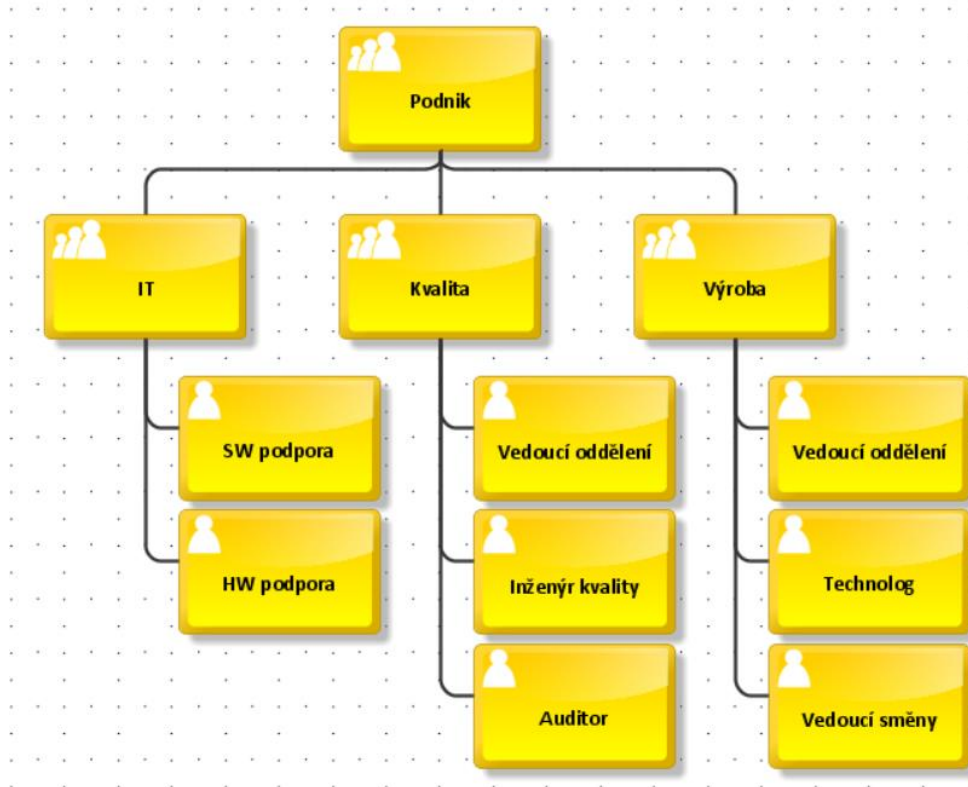 Podnik
IT
Kvalita
Výroba
SW podpora
Vedoucí oddělení
Vedoucí oddělení
HW podpora
Inženýr kvality
Technolog
Auditor
Vedoucí směny